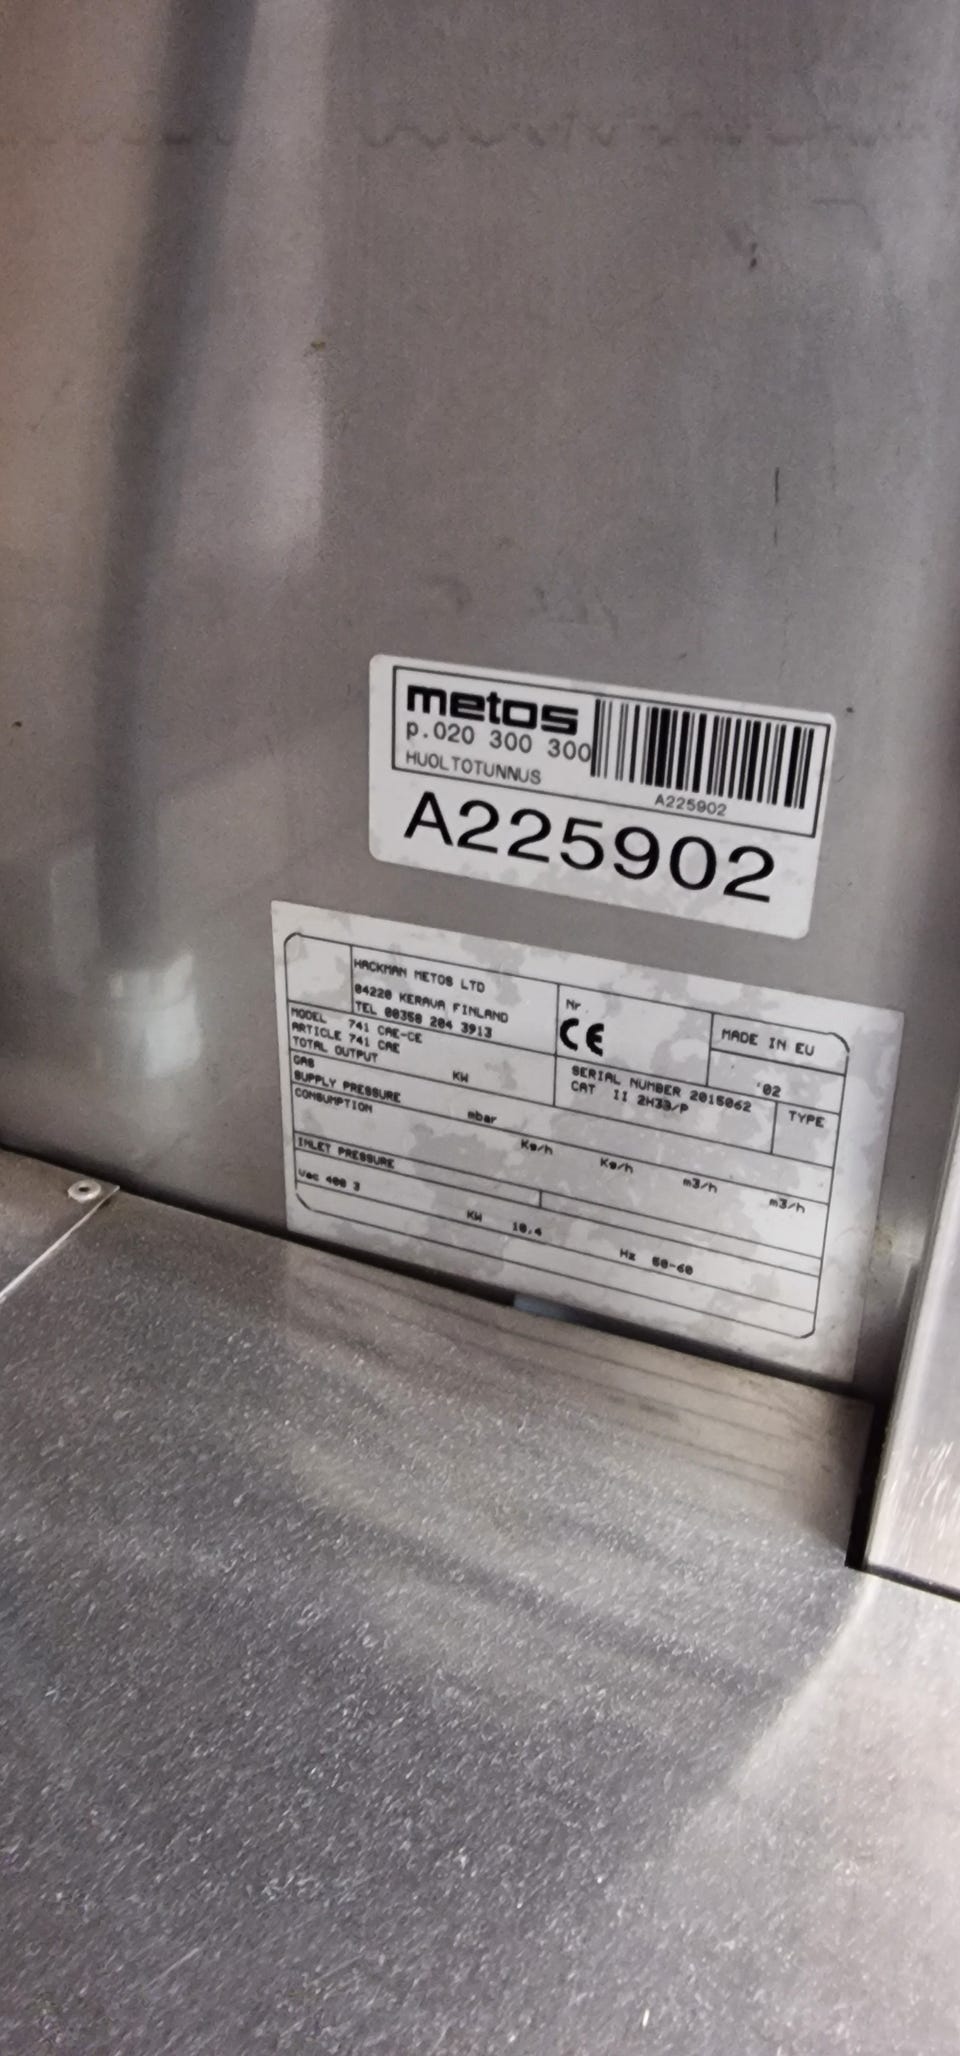 metos
p.020 300 300
HUOLTOTUNNUS
A225902
A225902
HACKMAN METOS LTD
04220 KERAVA FINLAND
TEL 00358 204 3913
Nr
CE
MADE IN EU
'02
MODEL 741 CAE-CE
ARTICLE 741 CAE
TOTAL OUTPUT KW
SERIAL NUMBER 2015062
CAT II 2H33/P
TYPE
GAS
SUPPLY PRESSURE mbar
CONSUMPTION Kg/h Kg/h m3/h m3/h
INLET PRESSURE
Vac 400 3 KW 10.4 Hz 50-60